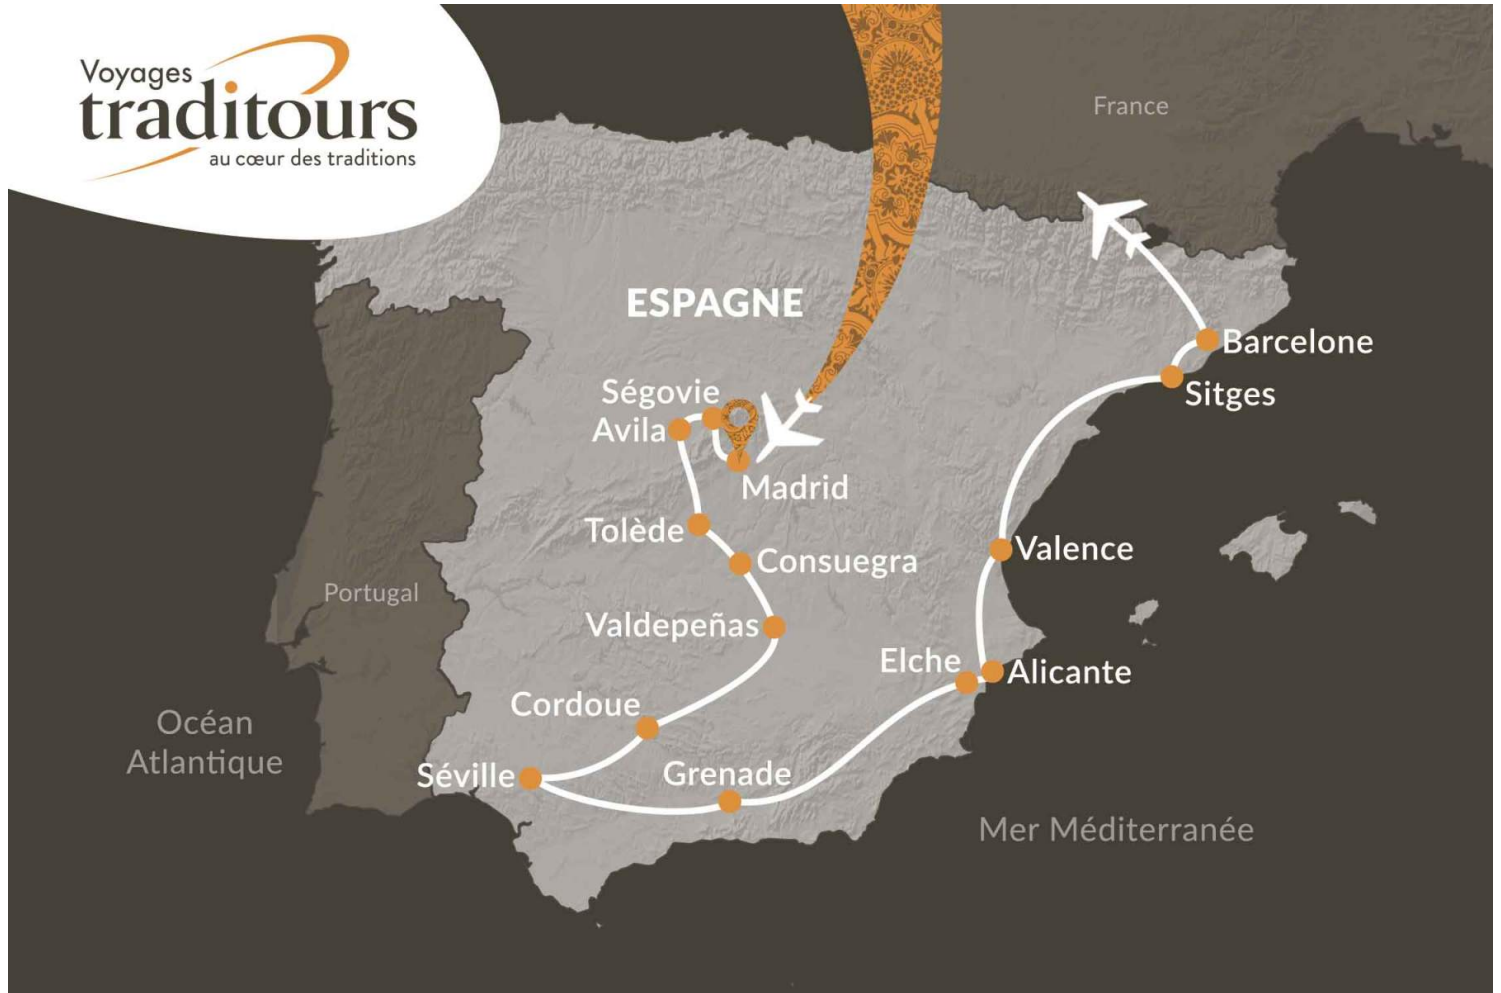 Voyages
traditours
au cœur des traditions
France
ESPAGNE
Barcelone
Sitges
Ségovie
Avila
Madrid
Tolède
Consuegra
Valence
Portugal
Valdepeñas
Elche
Alicante
Cordoue
Océan
Atlantique
Séville
Grenade
Mer Méditerranée